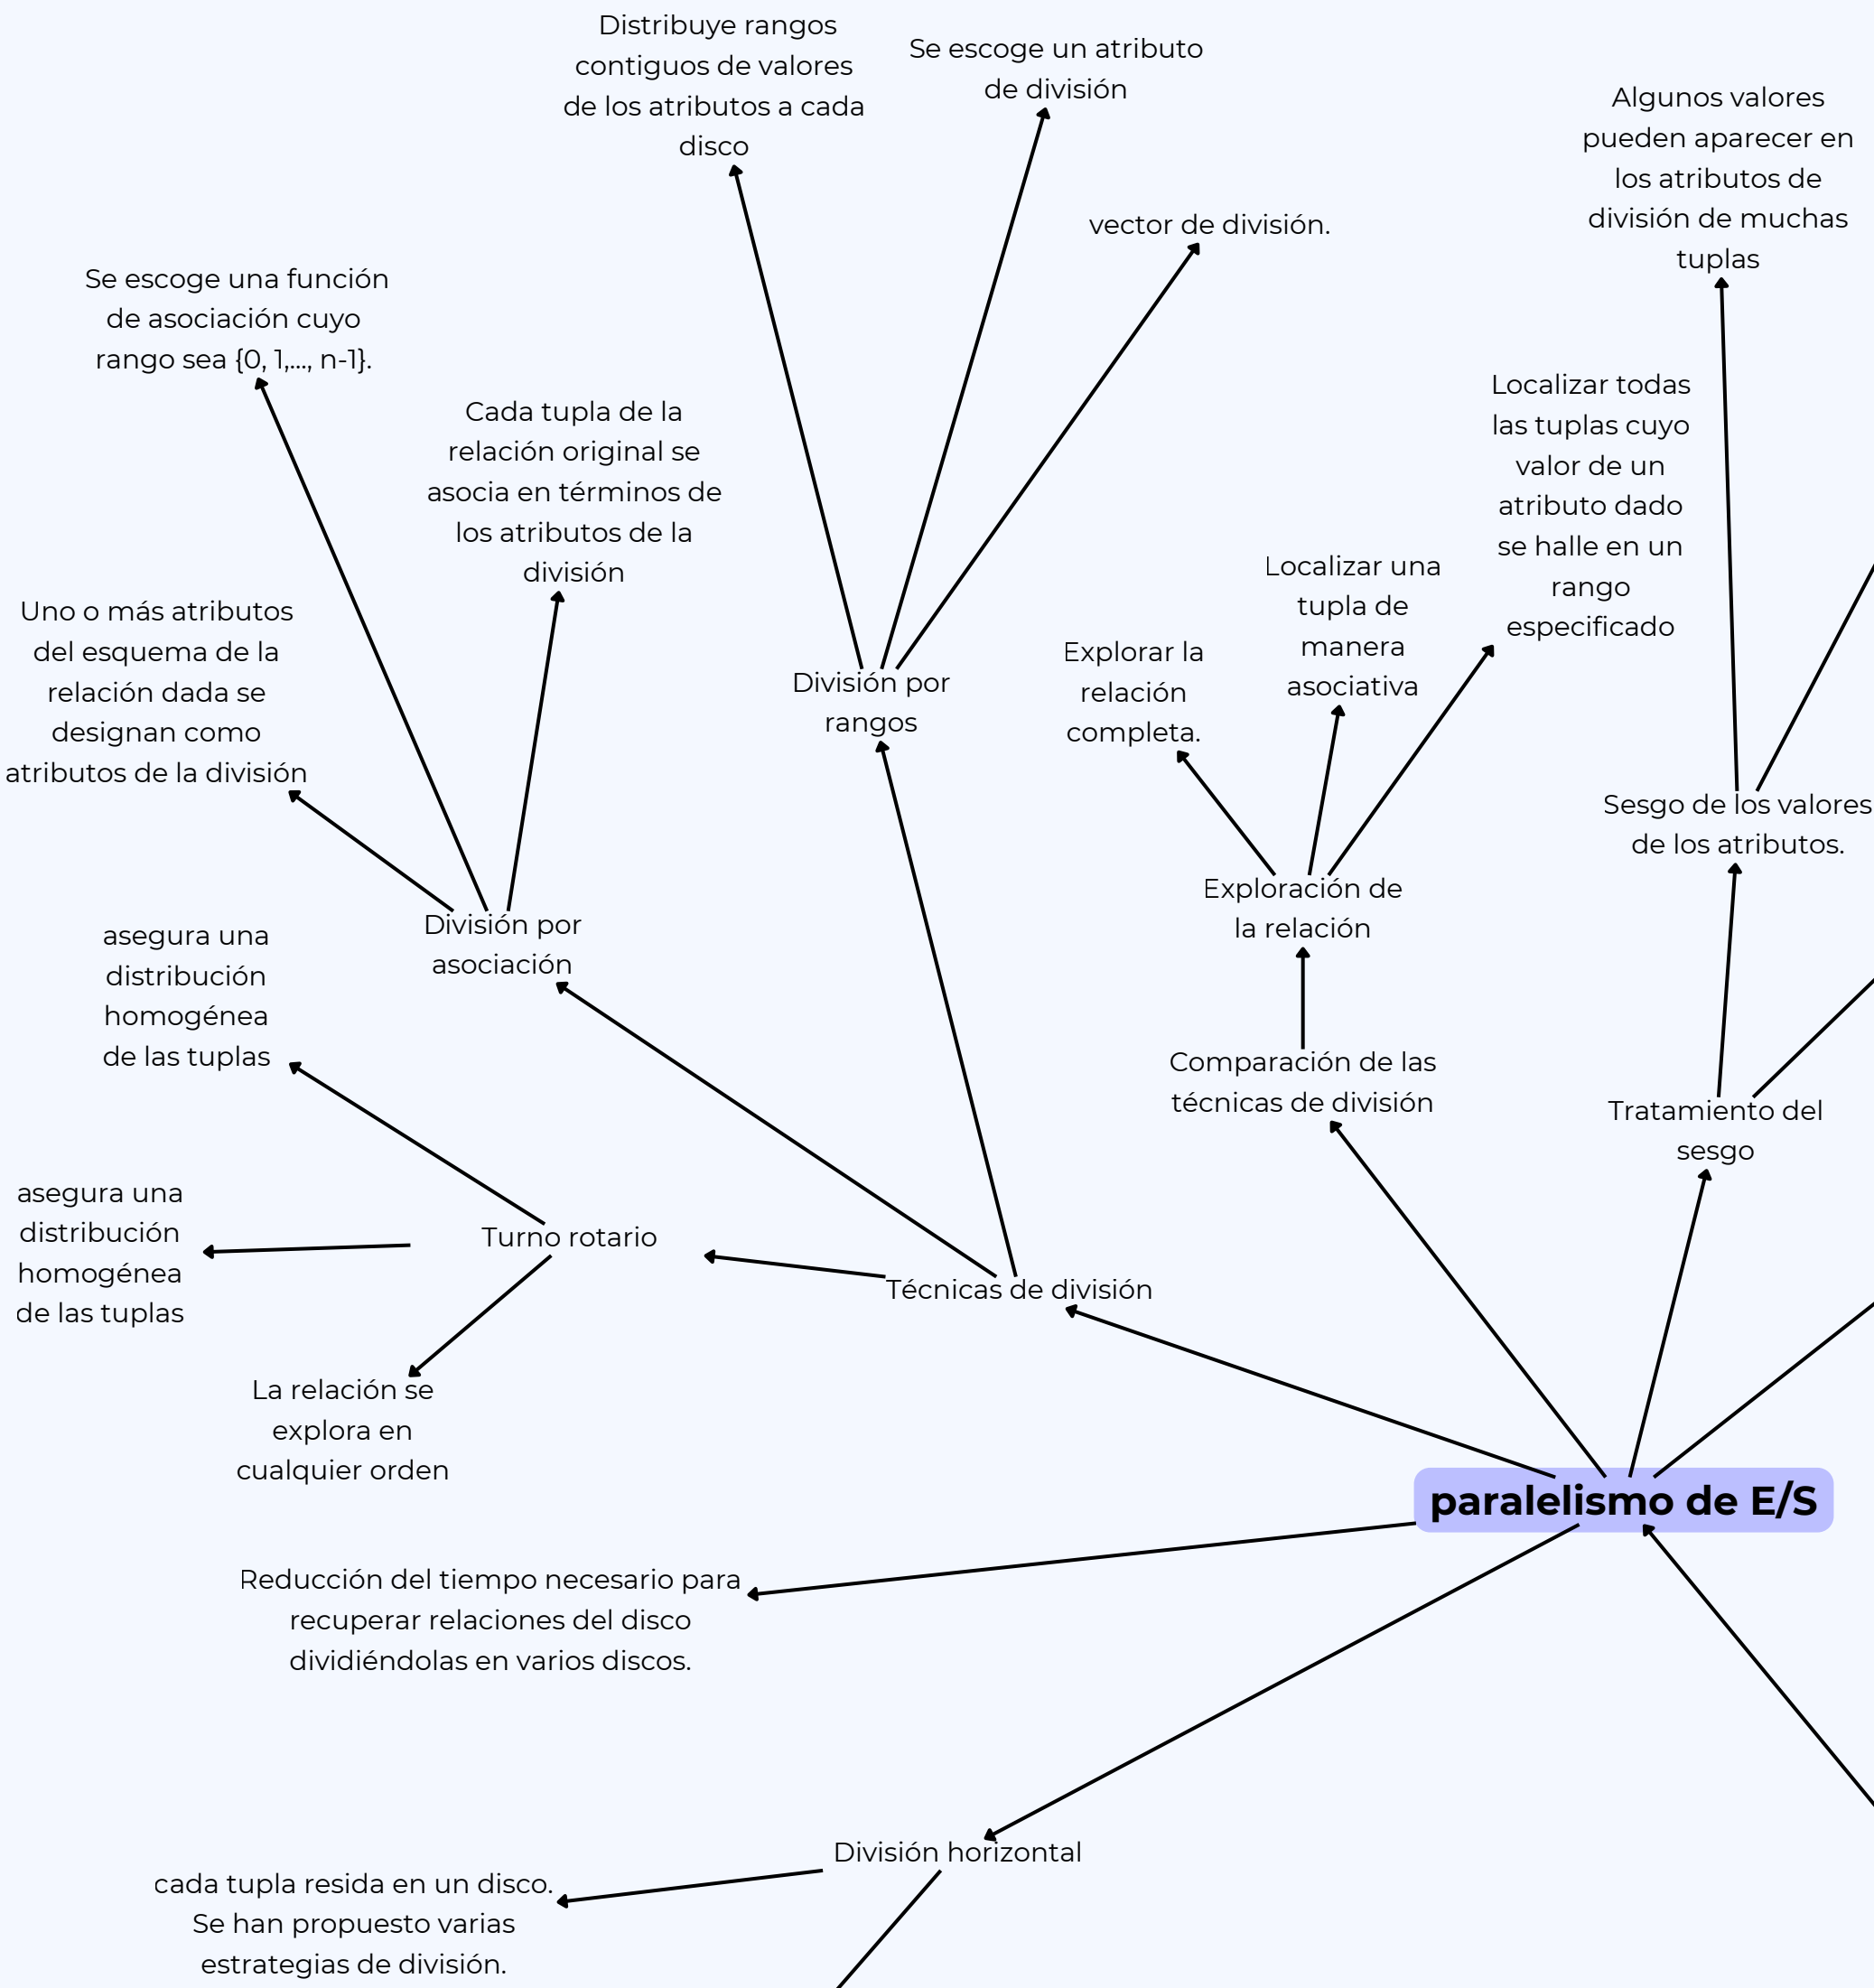 Distribuye rangos
contiguos de valores
de los atributos a cada
disco
Se escoge un atributo
de división
vector de división.
Algunos valores
pueden aparecer en
los atributos de
división de muchas
tuplas
Se escoge una función
de asociación cuyo
rango sea {0, 1,..., n-1}.
Cada tupla de la
relación original se
asocia en términos de
los atributos de la
división
Localizar todas
las tuplas cuyo
valor de un
atributo dado
se halle en un
rango
especificado
Localizar una
tupla de
manera
asociativa
Explorar la
relación
completa.
Uno o más atributos
del esquema de la
relación dada se
designan como
atributos de la división
División por
rangos
Sesgo de los valores
de los atributos.
Exploración de
la relación
División por
asociación
asegura una
distribución
homogénea
de las tuplas
Comparación de las
técnicas de división
Tratamiento del
sesgo
asegura una
distribución
homogénea
de las tuplas
Turno rotario
Técnicas de división
La relación se
explora en
cualquier orden
paralelismo de E/S
Reducción del tiempo necesario para
recuperar relaciones del disco
dividiéndolas en varios discos.
División horizontal
cada tupla resida en un disco.
Se han propuesto varias
estrategias de división.